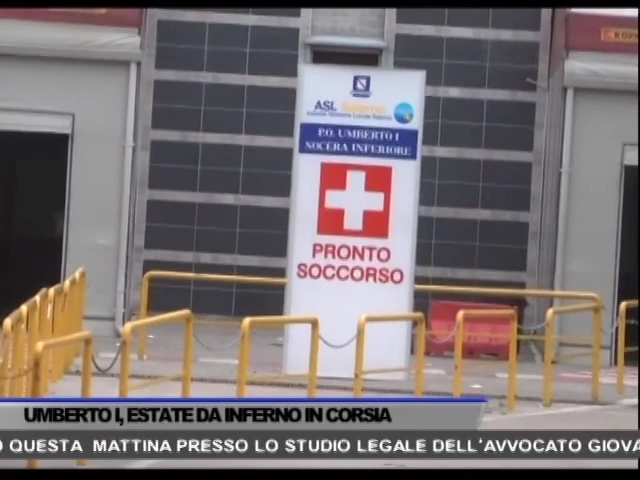 ASL Salerno
P.O. UMBERTO I
NOCERA INFERIORE
PRONTO
SOCCORSO
UMBERTO I, ESTATE DA INFERNO IN CORSIA
O QUESTA MATTINA PRESSO LO STUDIO LEGALE DELL'AVVOCATO GIOVA